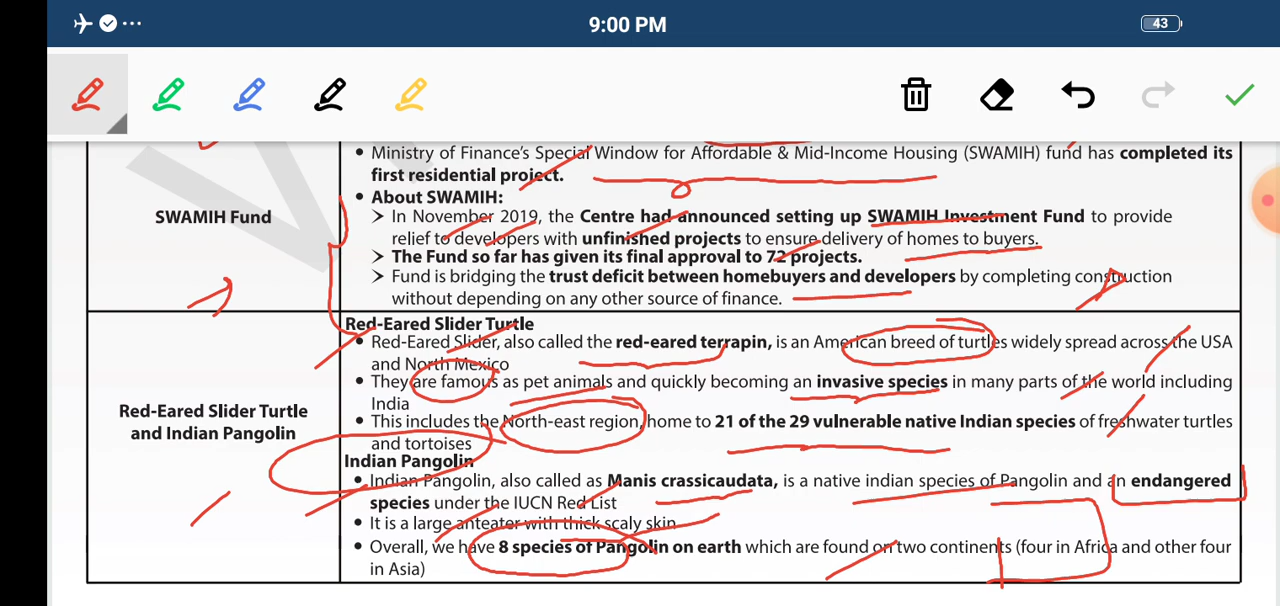 9:00 PM
43
Ministry of Finance's Special Window for Affordable & Mid-Income Housing (SWAMIH) fund has completed its
first residential project.
SWAMIH Fund
• About SWAMIH:
➤ In November 2019, the Centre had announced setting up SWAMIH Investment Fund to provide
relief to developers with unfinished projects to ensure delivery of homes to buyers.
➤ The Fund so far has given its final approval to 72 projects.
➤ Fund is bridging the trust deficit between homebuyers and developers by completing construction
without depending on any other source of finance.
Red-Eared Slider Turtle
and Indian Pangolin
Red-Eared Slider Turtle
• Red-Eared Slider, also called the red-eared terrapin, is an American breed of turtles widely spread across the USA
and North Mexico
• They are famous as pet animals and quickly becoming an invasive species in many parts of the world including
India
• This includes the North-east region, home to 21 of the 29 vulnerable native Indian species of freshwater turtles
and tortoises
Indian Pangolin
• Indian Pangolin, also called as Manis crassicaudata, is a native indian species of Pangolin and an endangered
species under the IUCN Red List
• It is a large anteater with thick scaly skin
• Overall, we have 8 species of Pangolin on earth which are found on two continents (four in Africa and other four
in Asia)